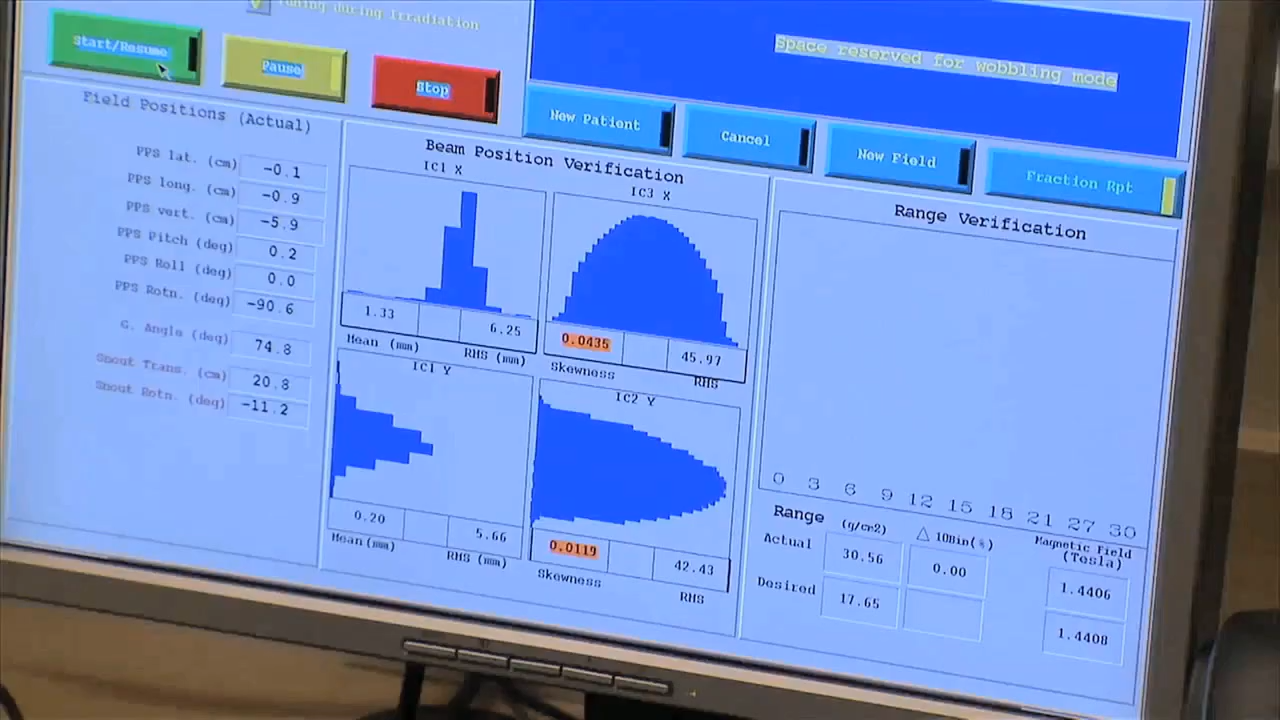 Tuning during Irradiation
Start/Resume
Pause
Stop
Space reserved for wobbling mode
New Patient
Cancel
New Field
Fraction Rpt
Field Positions (Actual)
PPS lat. (cm) -0.1
PPS long. (cm) -0.9
PPS vert. (cm) -5.9
PPS Pitch (deg) 0.2
PPS Roll (deg) 0.0
PPS Rotn. (deg) -90.6
G. Angle (deg) 74.8
Snout Trans. (cm) 20.8
Snout Rotn. (deg) -11.2
Beam Position Verification
IC1 X
1.33 6.25
Mean (mm) RMS (mm)
IC3 X
0.0435 45.97
Skewness RMS
IC1 Y
0.20 5.66
Mean (mm) RMS (mm)
IC2 Y
0.0119 42.43
Skewness RMS
Range Verification
0 3 6 9 12 15 18 21 27 30
Range (g/cm2) △ 10Min(%) Magnetic Field
(Tesla)
Actual 30.56 0.00 1.4406
Desired 17.65 1.4408